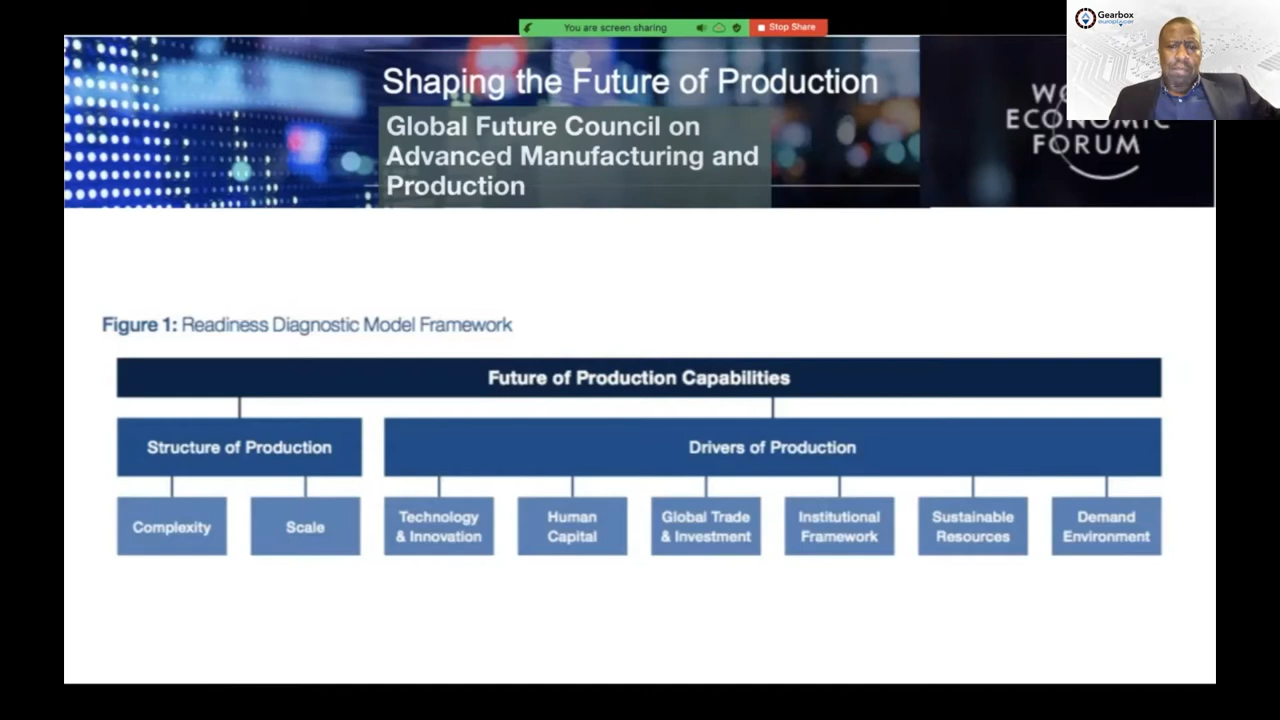 You are screen sharing
Stop Share
Gearbox
europlacer
Shaping the Future of Production
Global Future Council on
Advanced Manufacturing and
Production
ECONOMIC
FORUM
Figure 1: Readiness Diagnostic Model Framework
Future of Production Capabilities
Structure of Production
Drivers of Production
Complexity
Scale
Technology
& Innovation
Human
Capital
Global Trade
& Investment
Institutional
Framework
Sustainable
Resources
Demand
Environment